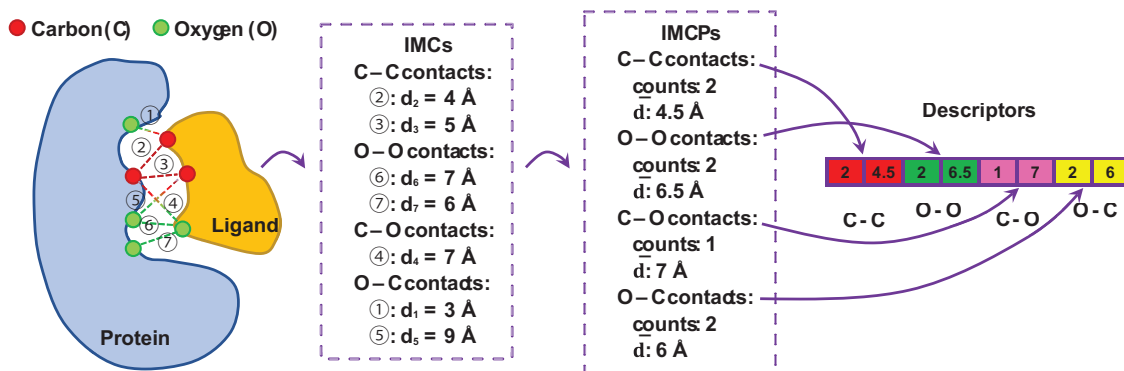 Carbon(C) Oxygen(O)
①
②
③
⑤ ④
⑥
⑦
Ligand
Protein
IMCs
C–C contacts:
②: d₂ = 4 Å
③: d₃ = 5 Å
O–O contacts:
⑥: d₆ = 7 Å
⑦: d₇ = 6 Å
C–O contacts:
④: d₄ = 7 Å
O–C contacts:
①: d₁ = 3 Å
⑤: d₅ = 9 Å
IMCPs
C–C contacts:
counts: 2
d̄: 4.5 Å
O–O contacts:
counts: 2
d̄: 6.5 Å
C–O contacts:
counts: 1
d̄: 7 Å
O–C contacts:
counts: 2
d̄: 6 Å
Descriptors
2 4.5 2 6.5 1 7 2 6
C-C O-O C-O O-C